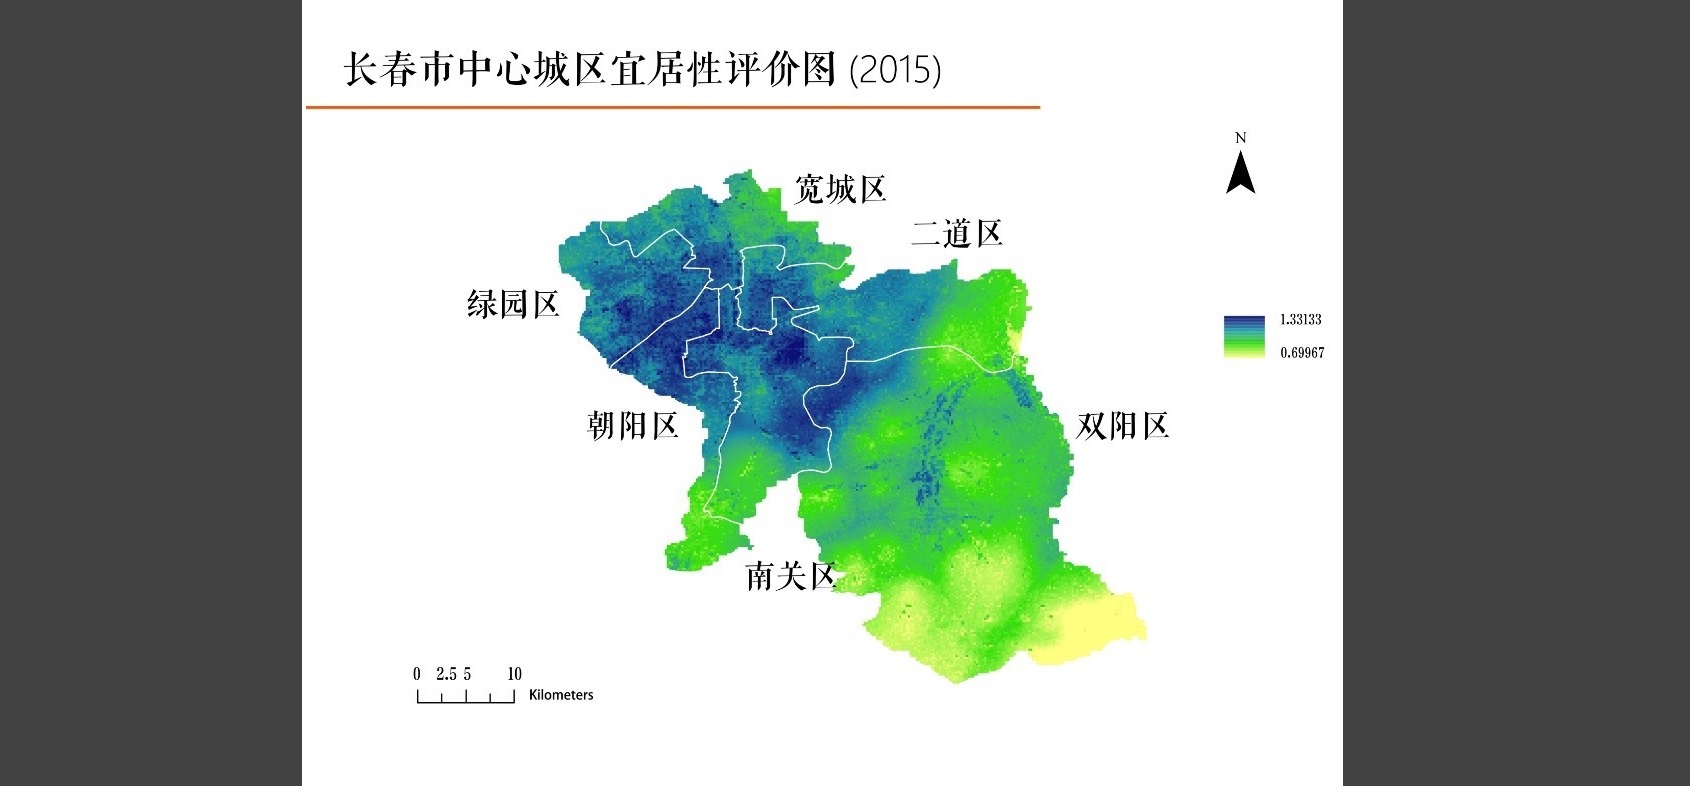 长春市中心城区宜居性评价图 (2015)
N
宽城区
二道区
绿园区
1.33133
0.69967
朝阳区
双阳区
南关区
0 2.5 5 10
Kilometers